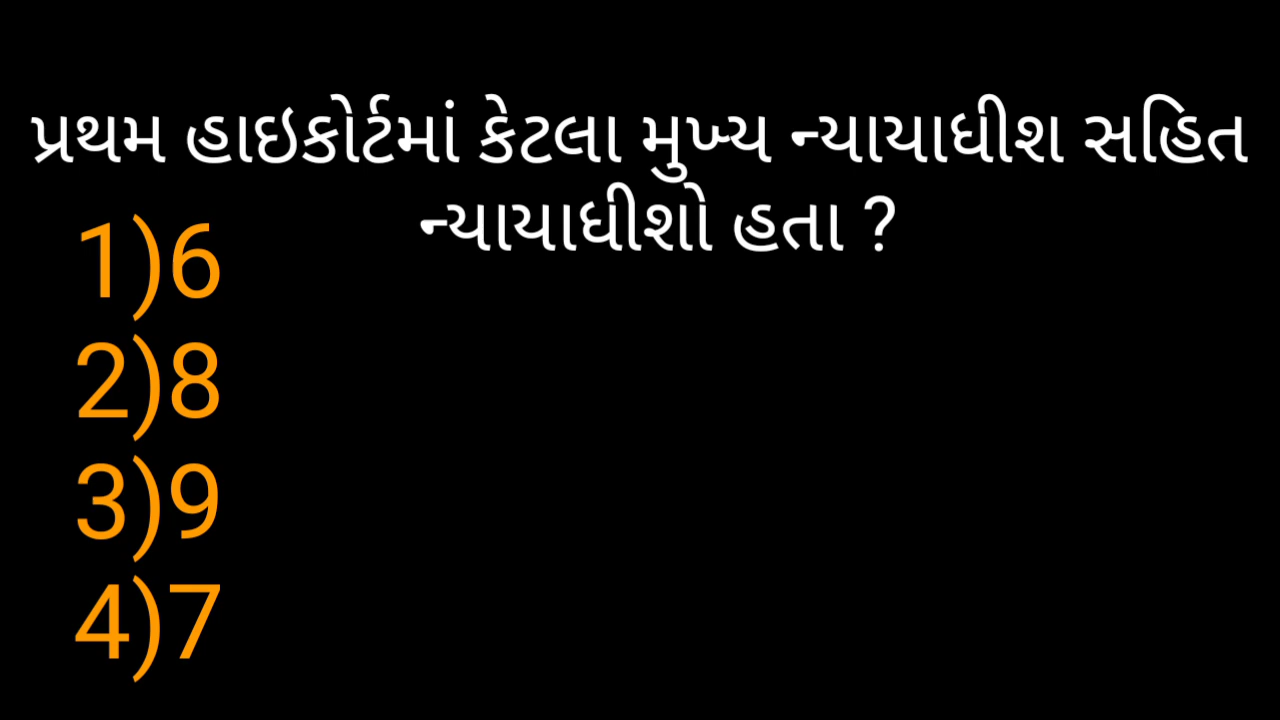 પ્રથમ હાઇકોર્ટમાં કેટલા મુખ્ય ન્યાયાધીશ સહિત
ન્યાયાધીશો હતા ?
1)6
2)8
3)9
4)7